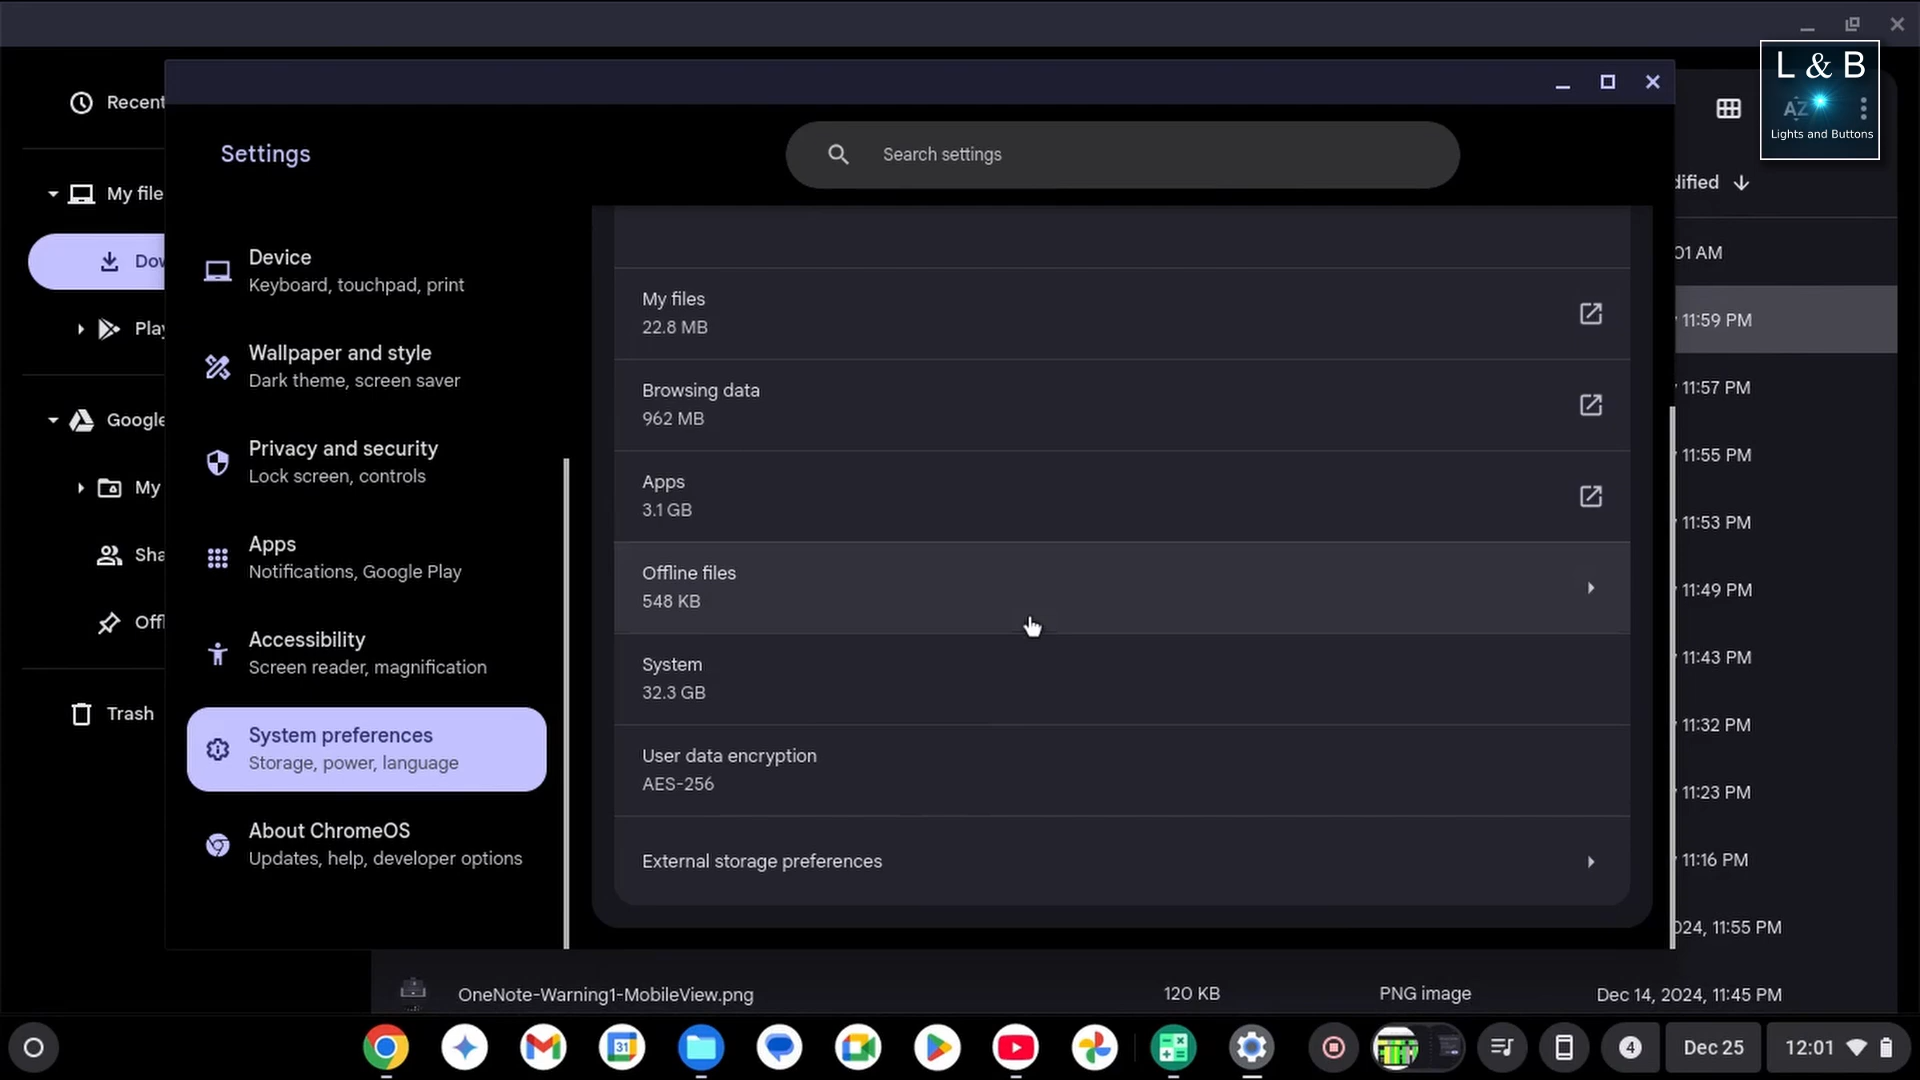 L & B
Lights and Buttons
AZ
Recent
Settings
Search settings
dified
My file
Device
Keyboard, touchpad, print
01 AM
Dow
My files
22.8 MB
11:59 PM
Play
Wallpaper and style
Dark theme, screen saver
Browsing data
962 MB
11:57 PM
Google
Privacy and security
Lock screen, controls
11:55 PM
My
Apps
3.1 GB
11:53 PM
Sha
Apps
Notifications, Google Play
Offline files
548 KB
11:49 PM
Offl
Accessibility
Screen reader, magnification
System
32.3 GB
11:43 PM
Trash
System preferences
Storage, power, language
11:32 PM
User data encryption
AES-256
11:23 PM
About ChromeOS
Updates, help, developer options
External storage preferences
11:16 PM
024, 11:55 PM
OneNote-Warning1-MobileView.png
120 KB
PNG image
Dec 14, 2024, 11:45 PM
31
4
Dec 25
12:01